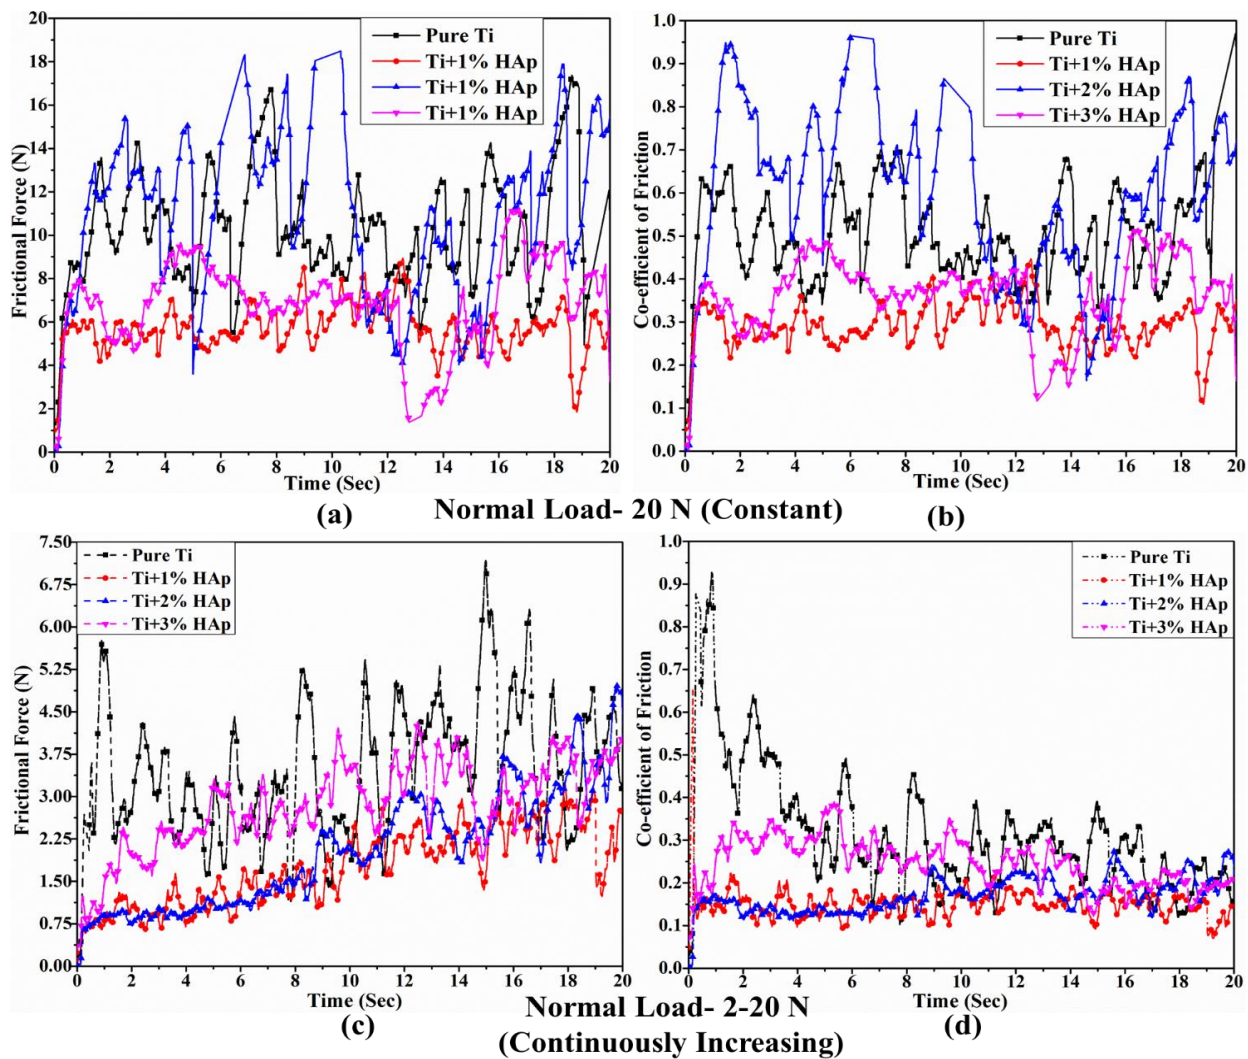 Frictional Force (N)
20
18
16
14
12
10
8
6
4
2
0
Pure Ti
Ti+1% HAp
Ti+1% HAp
Ti+1% HAp
0 2 4 6 8 10 12 14 16 18 20
Time (Sec)
(a)
Co-efficient of Friction
1.0
0.9
0.8
0.7
0.6
0.5
0.4
0.3
0.2
0.1
0.0
Pure Ti
Ti+1% HAp
Ti+2% HAp
Ti+3% HAp
0 2 4 6 8 10 12 14 16 18 20
Time (Sec)
(b)
Normal Load- 20 N (Constant)
Frictional Force (N)
7.50
6.75
6.00
5.25
4.50
3.75
3.00
2.25
1.50
0.75
0.00
Pure Ti
Ti+1% HAp
Ti+2% HAp
Ti+3% HAp
0 2 4 6 8 10 12 14 16 18 20
Time (Sec)
(c)
Co-efficient of Friction
1.0
0.9
0.8
0.7
0.6
0.5
0.4
0.3
0.2
0.1
0.0
Pure Ti
Ti+1% HAp
Ti+2% HAp
Ti+3% HAp
0 2 4 6 8 10 12 14 16 18 20
Time (Sec)
(d)
Normal Load- 2-20 N
(Continuously Increasing)